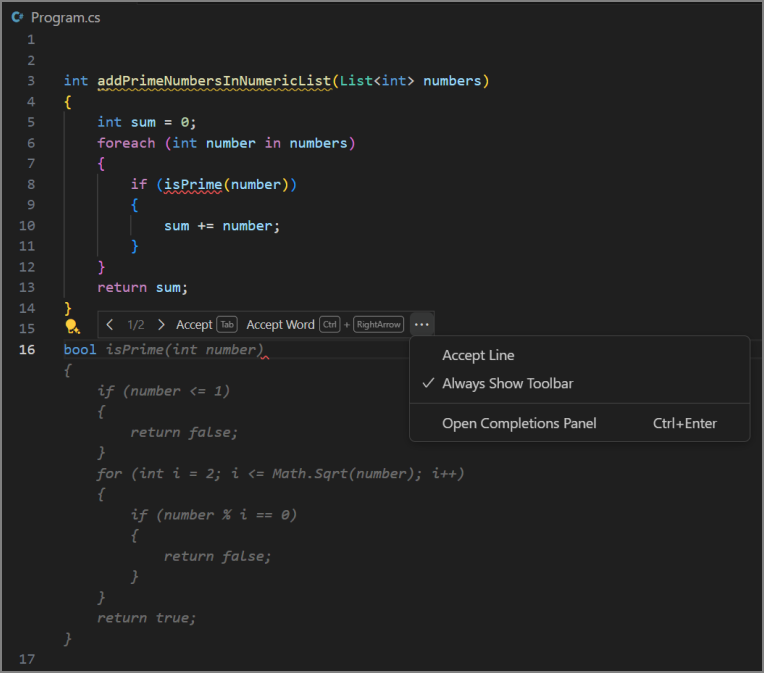 C# Program.cs
1
2
3 int addPrimeNumbersInNumericList(List<int> numbers)
4 {
5 int sum = 0;
6 foreach (int number in numbers)
7 {
8 if (isPrime(number))
9 {
10 sum += number;
11 }
12 }
13 return sum;
14 }
15 < 1/2 > Accept Tab Accept Word Ctrl + RightArrow ...
16 bool isPrime(int number)
Accept Line
✓ Always Show Toolbar
Open Completions Panel Ctrl+Enter
{
if (number <= 1)
{
return false;
}
for (int i = 2; i <= Math.Sqrt(number); i++)
{
if (number % i == 0)
{
return false;
}
}
return true;
}
17